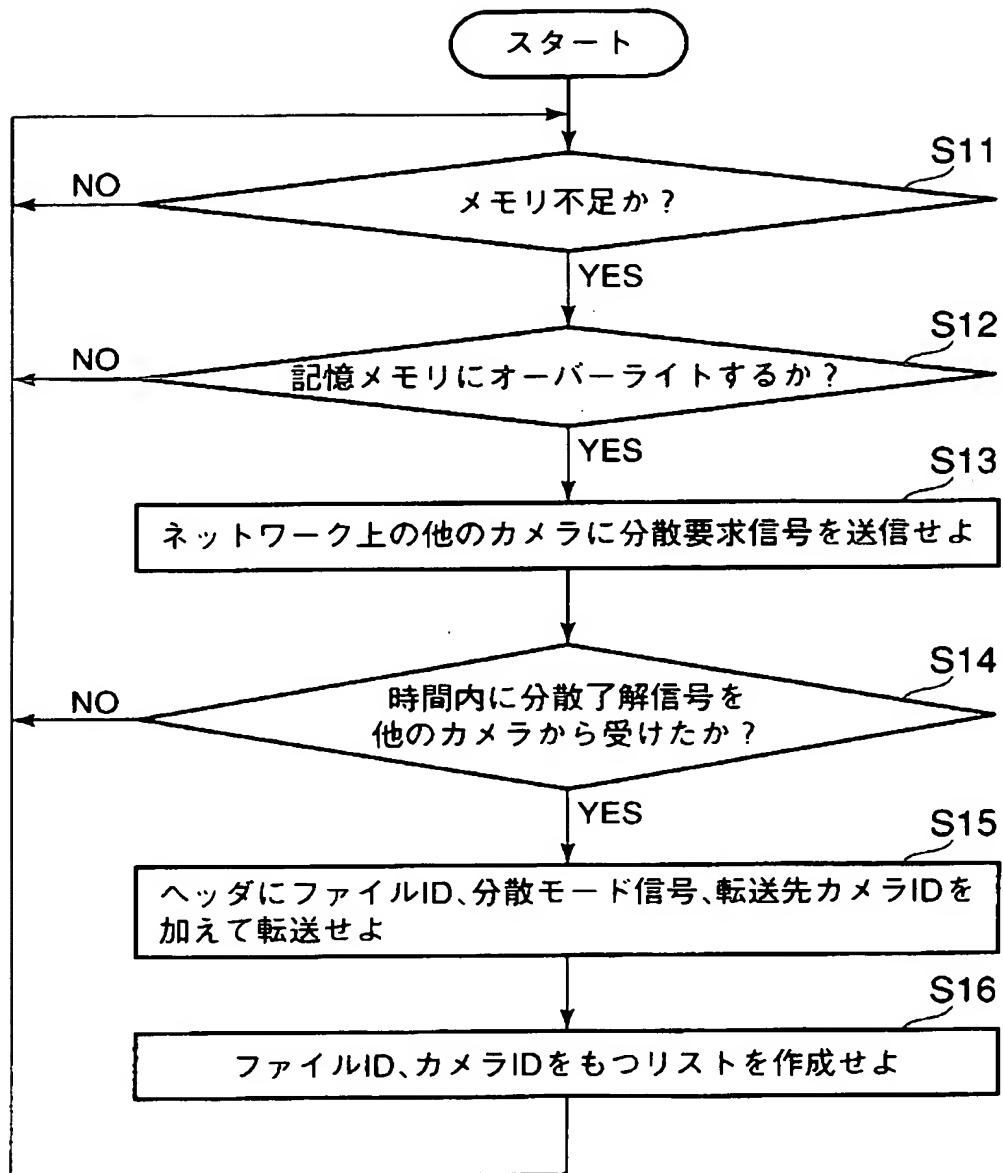 スタート
S11
NO
メモリ不足か?
YES
S12
NO
記憶メモリにオーバーライトするか?
YES
S13
ネットワーク上の他のカメラに分散要求信号を送信せよ
S14
NO
時間内に分散了解信号を
他のカメラから受けたか?
YES
S15
ヘッダにファイルID、分散モード信号、転送先カメラIDを
加えて転送せよ
S16
ファイルID、カメラIDをもつリストを作成せよ